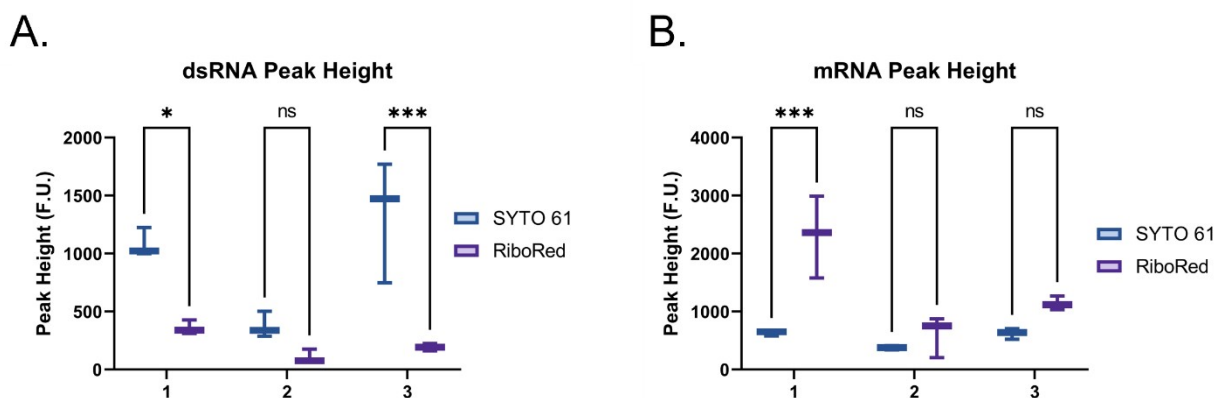 A.
dsRNA Peak Height
* ns ***
Peak Height (F.U.)
2000
1500
1000
500
0
1 2 3
SYTO 61
RiboRed
B.
mRNA Peak Height
*** ns ns
Peak Height (F.U.)
4000
3000
2000
1000
0
1 2 3
SYTO 61
RiboRed